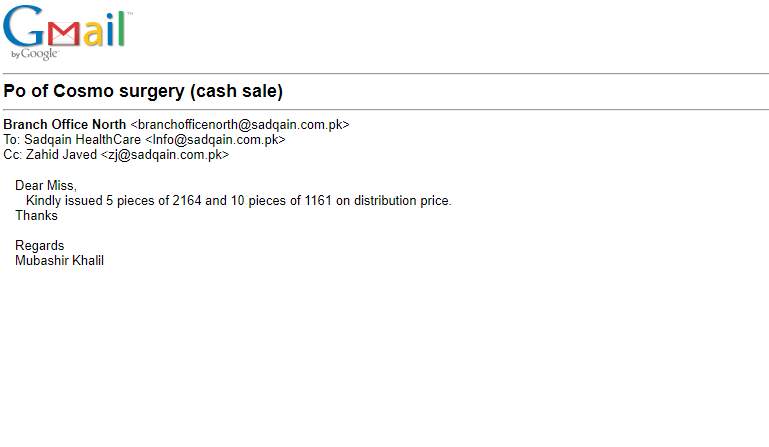 Gmail™
by Google™
Po of Cosmo surgery (cash sale)
Branch Office North <branchofficenorth@sadqain.com.pk>
To: Sadqain HealthCare <Info@sadqain.com.pk>
Cc: Zahid Javed <zj@sadqain.com.pk>
Dear Miss,
Kindly issued 5 pieces of 2164 and 10 pieces of 1161 on distribution price.
Thanks
Regards
Mubashir Khalil